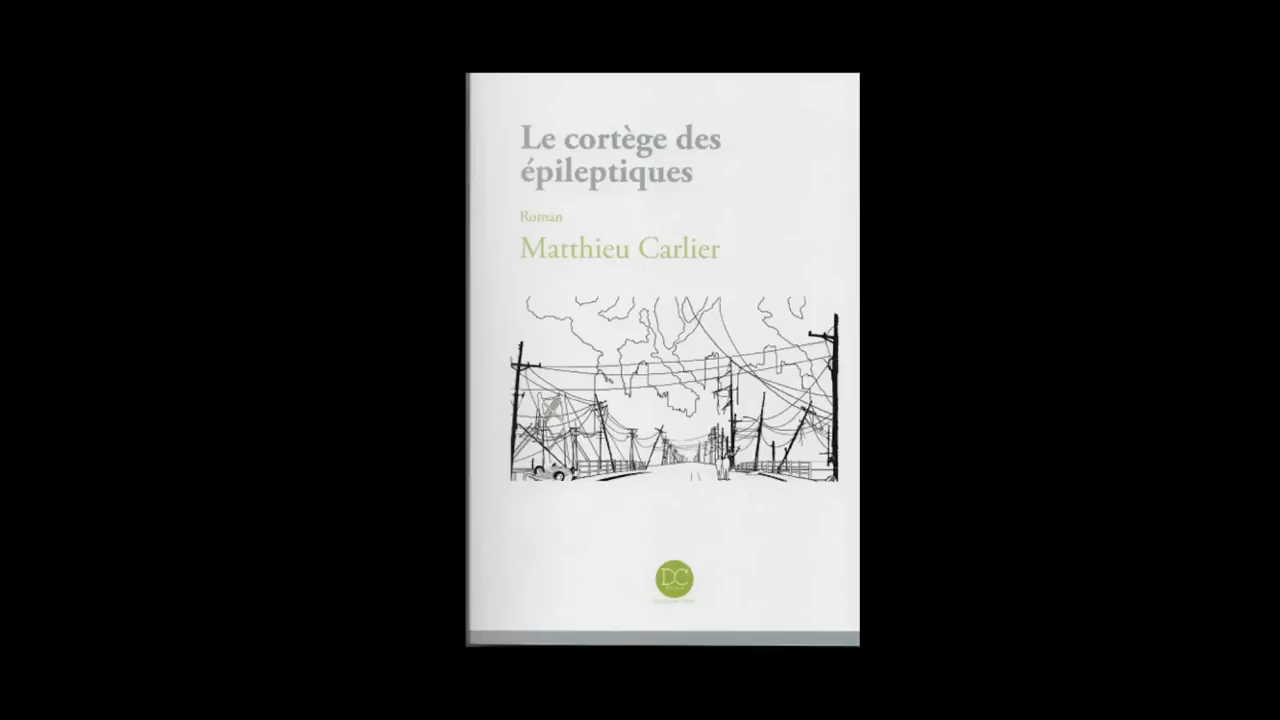 Le cortège des
épileptiques
Roman
Matthieu Carlier
DC